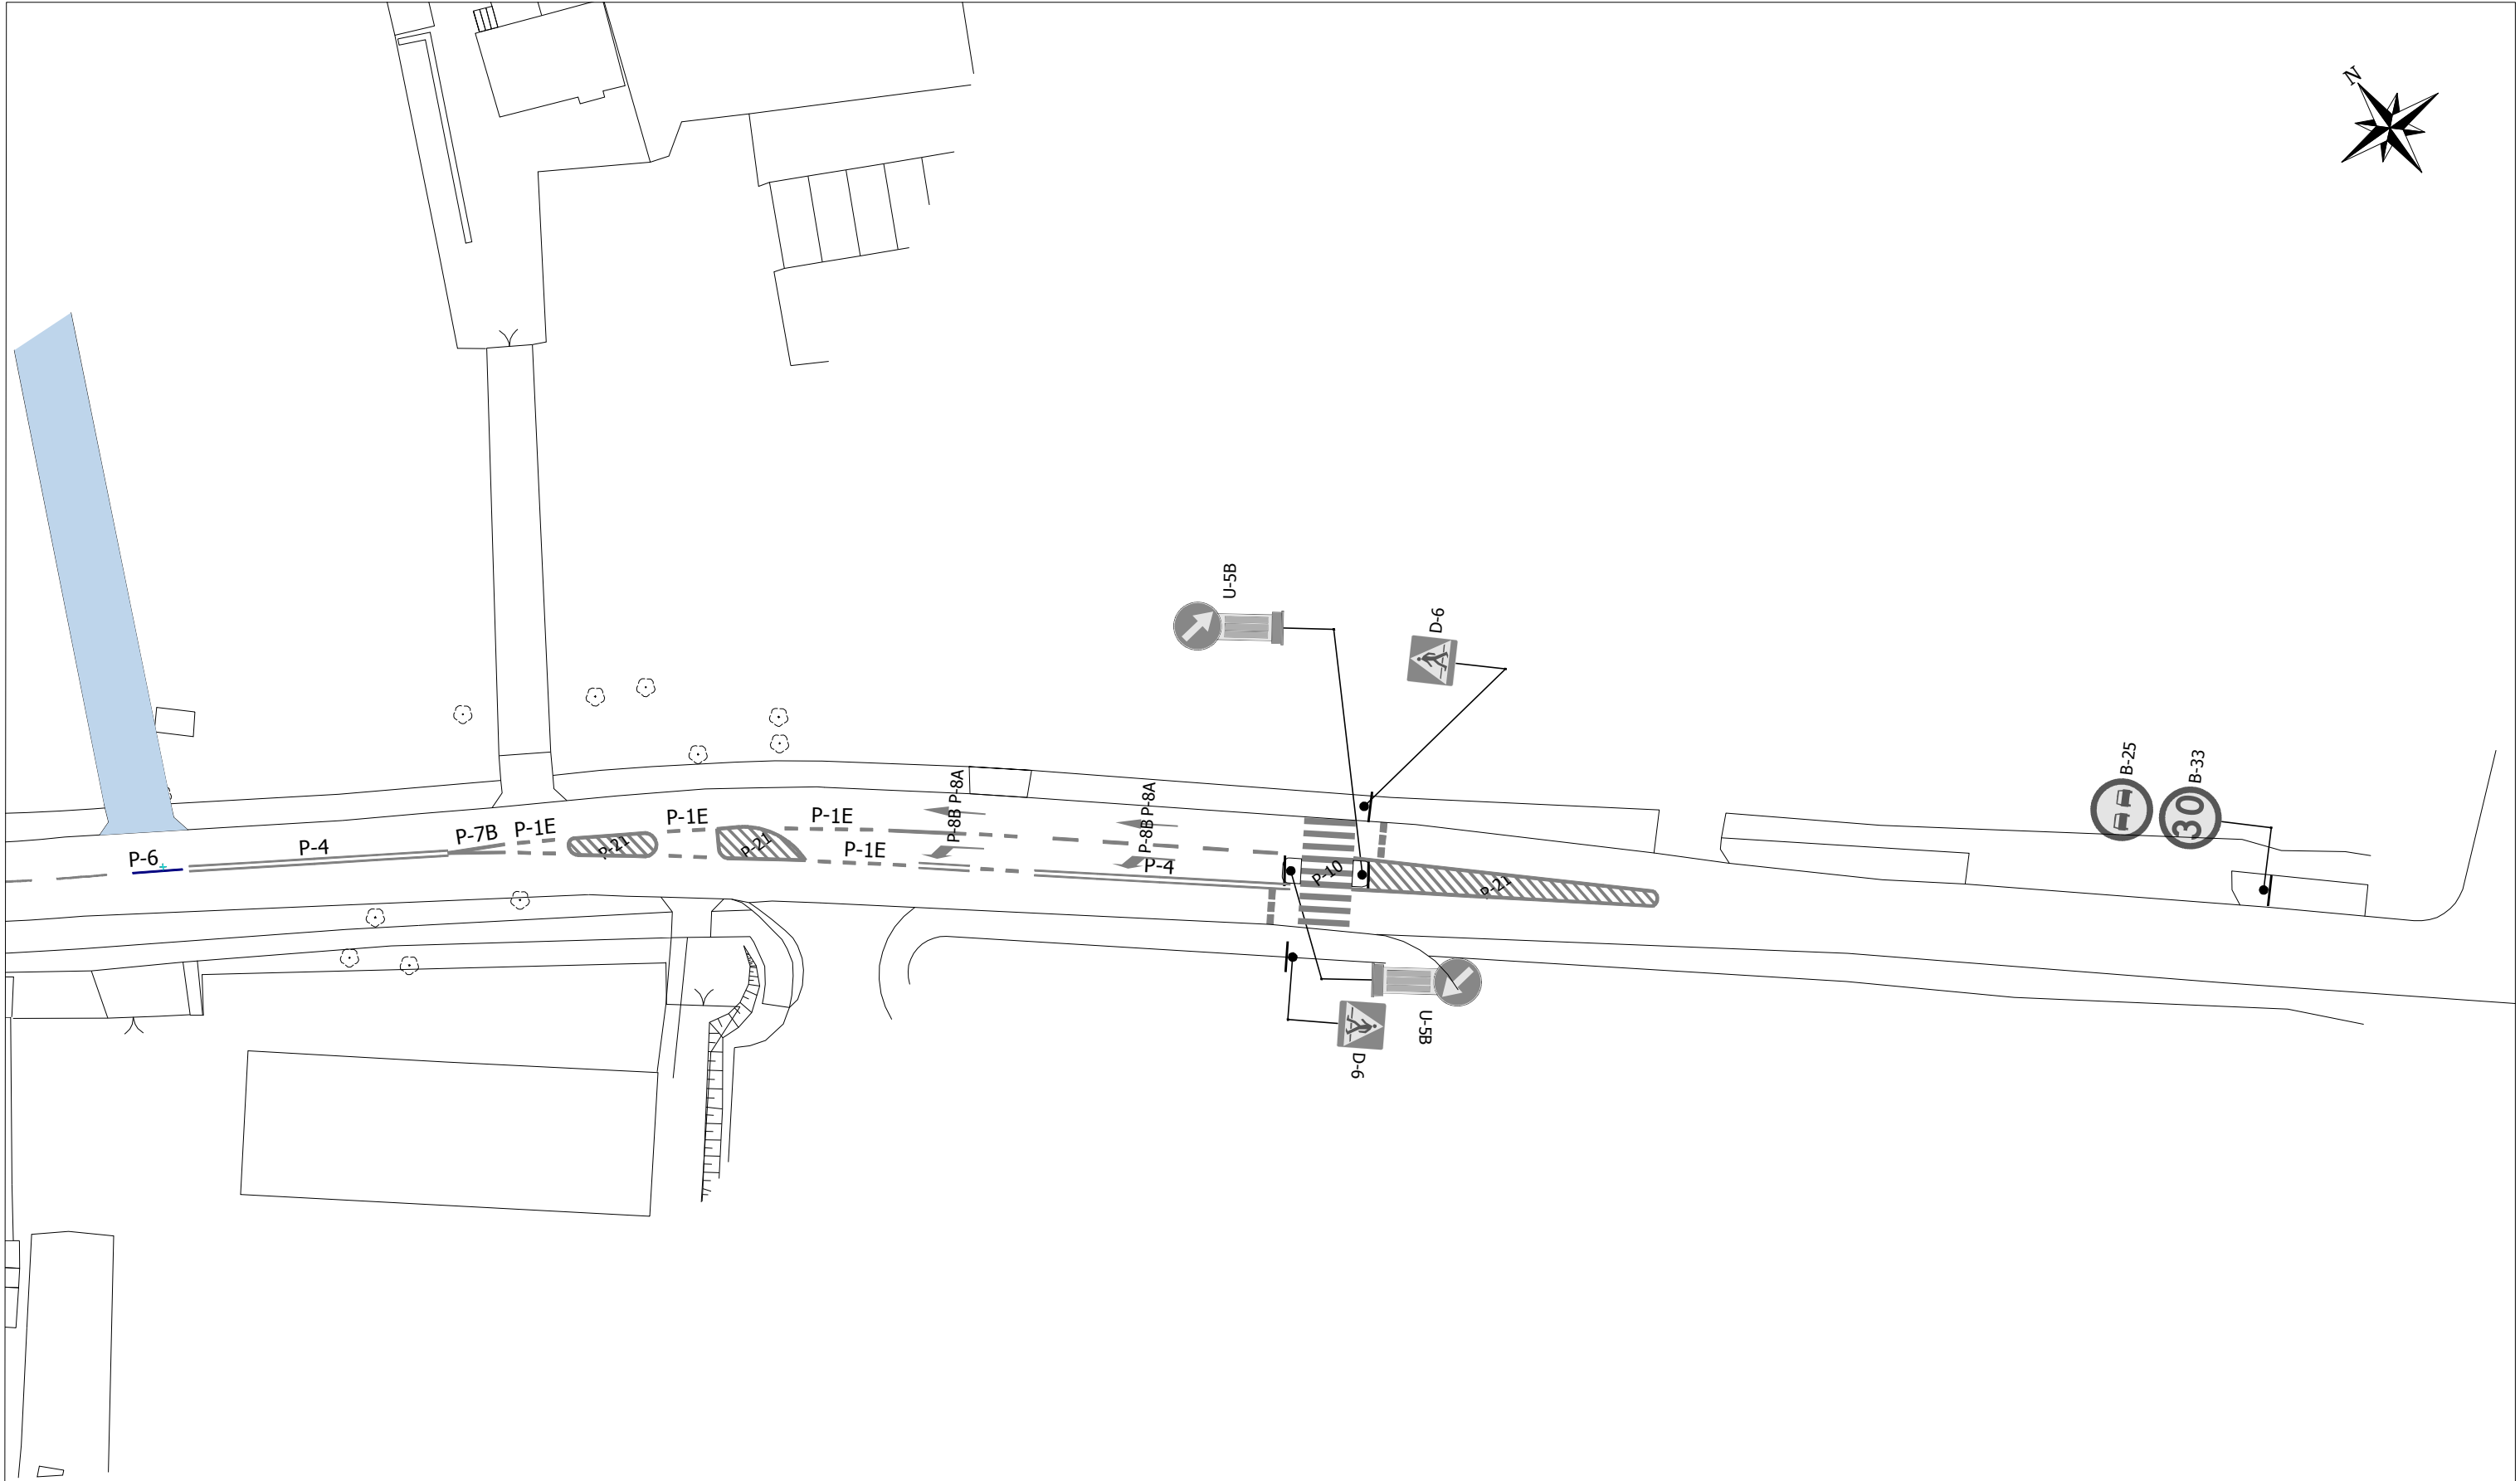 N
U-5B
D-6
B-25
B-33
30
P-8A
P-8B
P-8A
P-8B
P-1E
P-1E
P-1E
P-1E
P-7B
P-4
P-6
P-21
P-21
P-4
P-10
P-21
U-5B
D-6